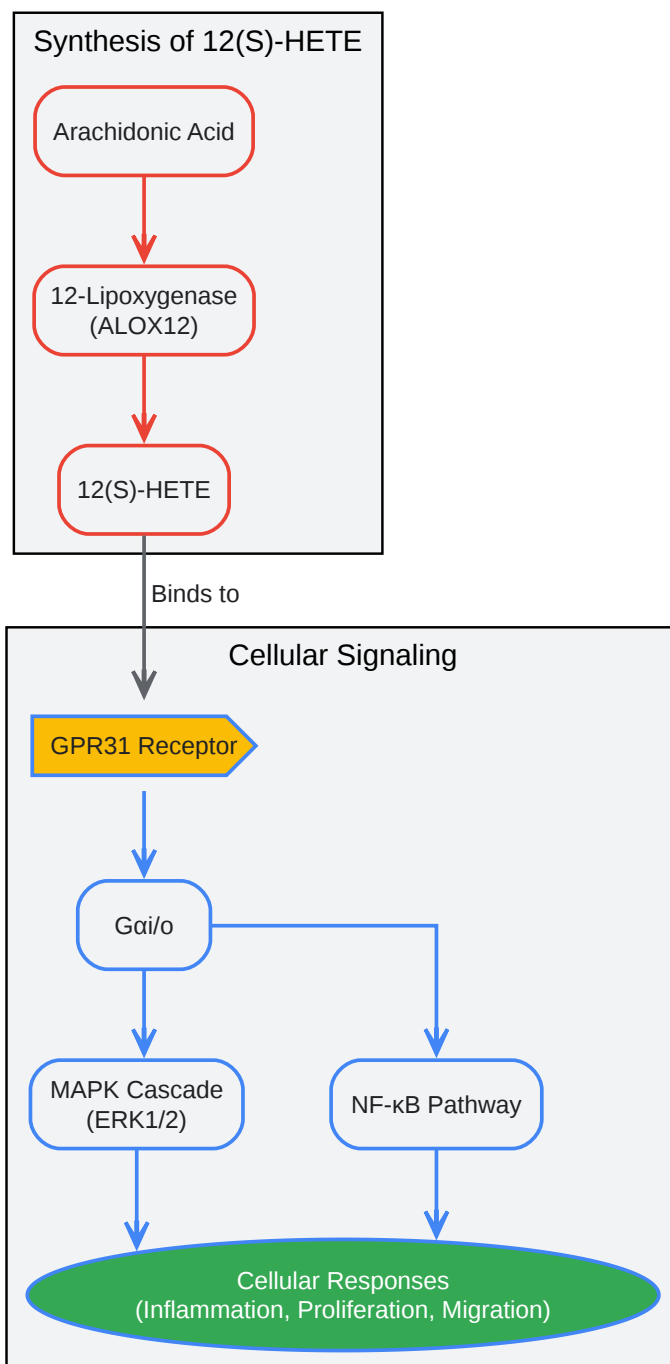 Synthesis of 12(S)-HETE
Arachidonic Acid
12-Lipoxygenase
(ALOX12)
12(S)-HETE
Binds to
Cellular Signaling
GPR31 Receptor
Gαi/o
MAPK Cascade
(ERK1/2)
NF-κB Pathway
Cellular Responses
(Inflammation, Proliferation, Migration)